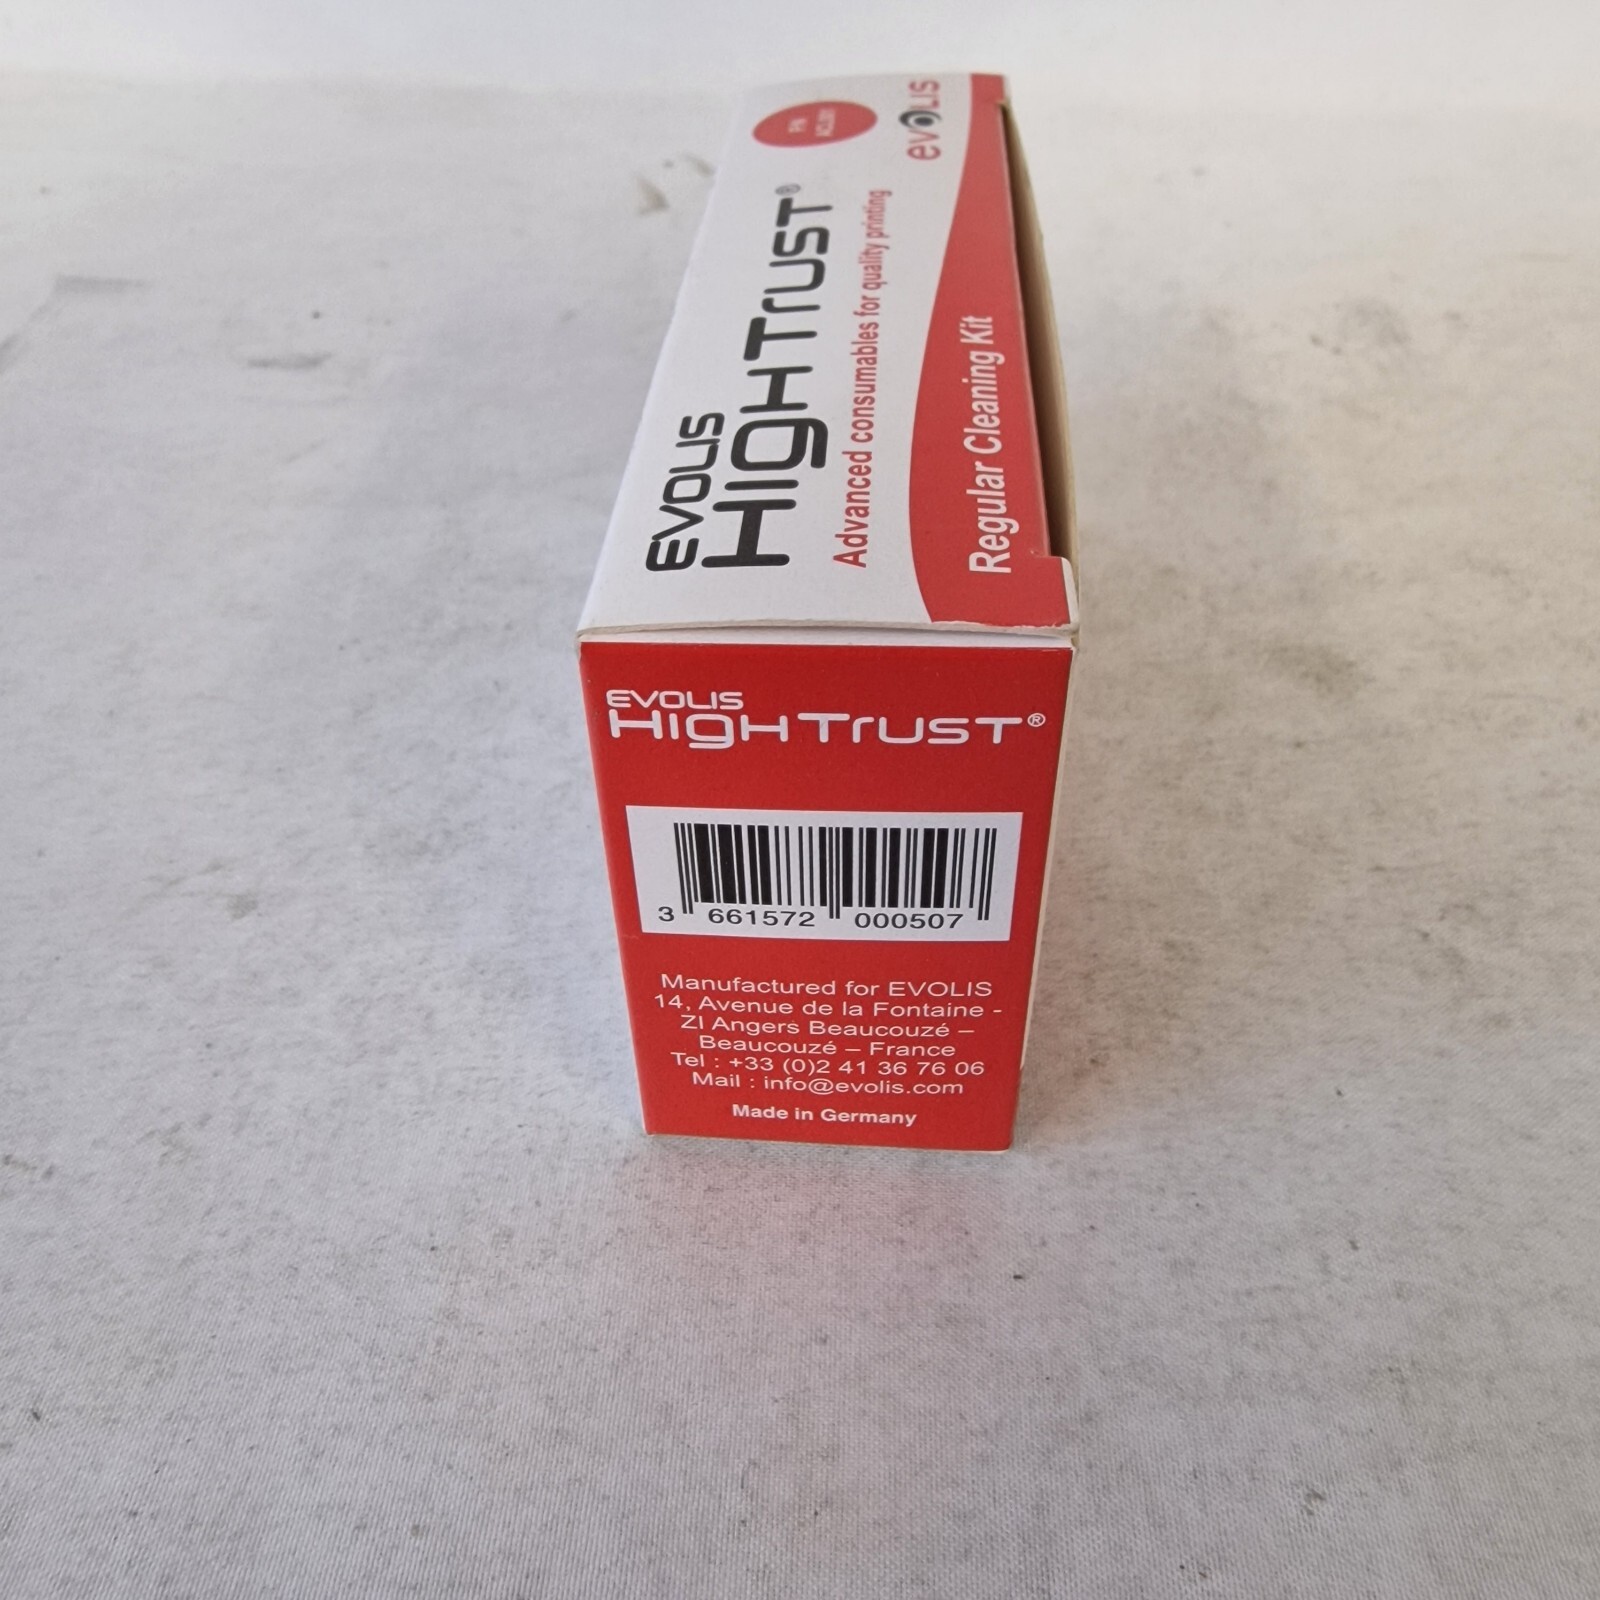 P/N
ACL001
evOLIS
EVOLIS
HIGHTRUST®
Advanced consumables for quality printing
Regular Cleaning Kit
EVOLIS
HIGHTRUST®
3 661572 000507
Manufactured for EVOLIS
14, Avenue de la Fontaine -
ZI Angers Beaucouzé –
Beaucouzé – France
Tel : +33 (0)2 41 36 76 06
Mail : info@evolis.com
Made in Germany